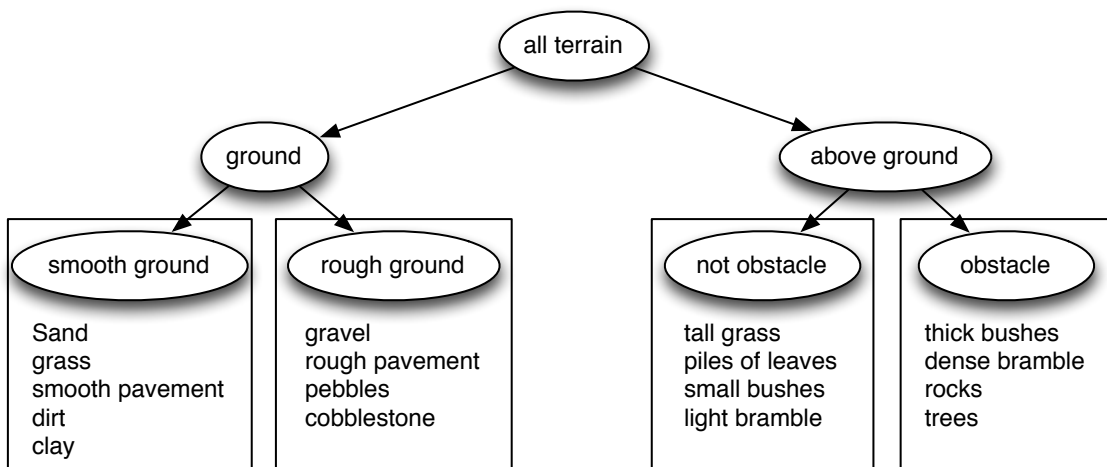 all terrain
ground
above ground
smooth ground
rough ground
not obstacle
obstacle
Sand
grass
smooth pavement
dirt
clay
gravel
rough pavement
pebbles
cobblestone
tall grass
piles of leaves
small bushes
light bramble
thick bushes
dense bramble
rocks
trees